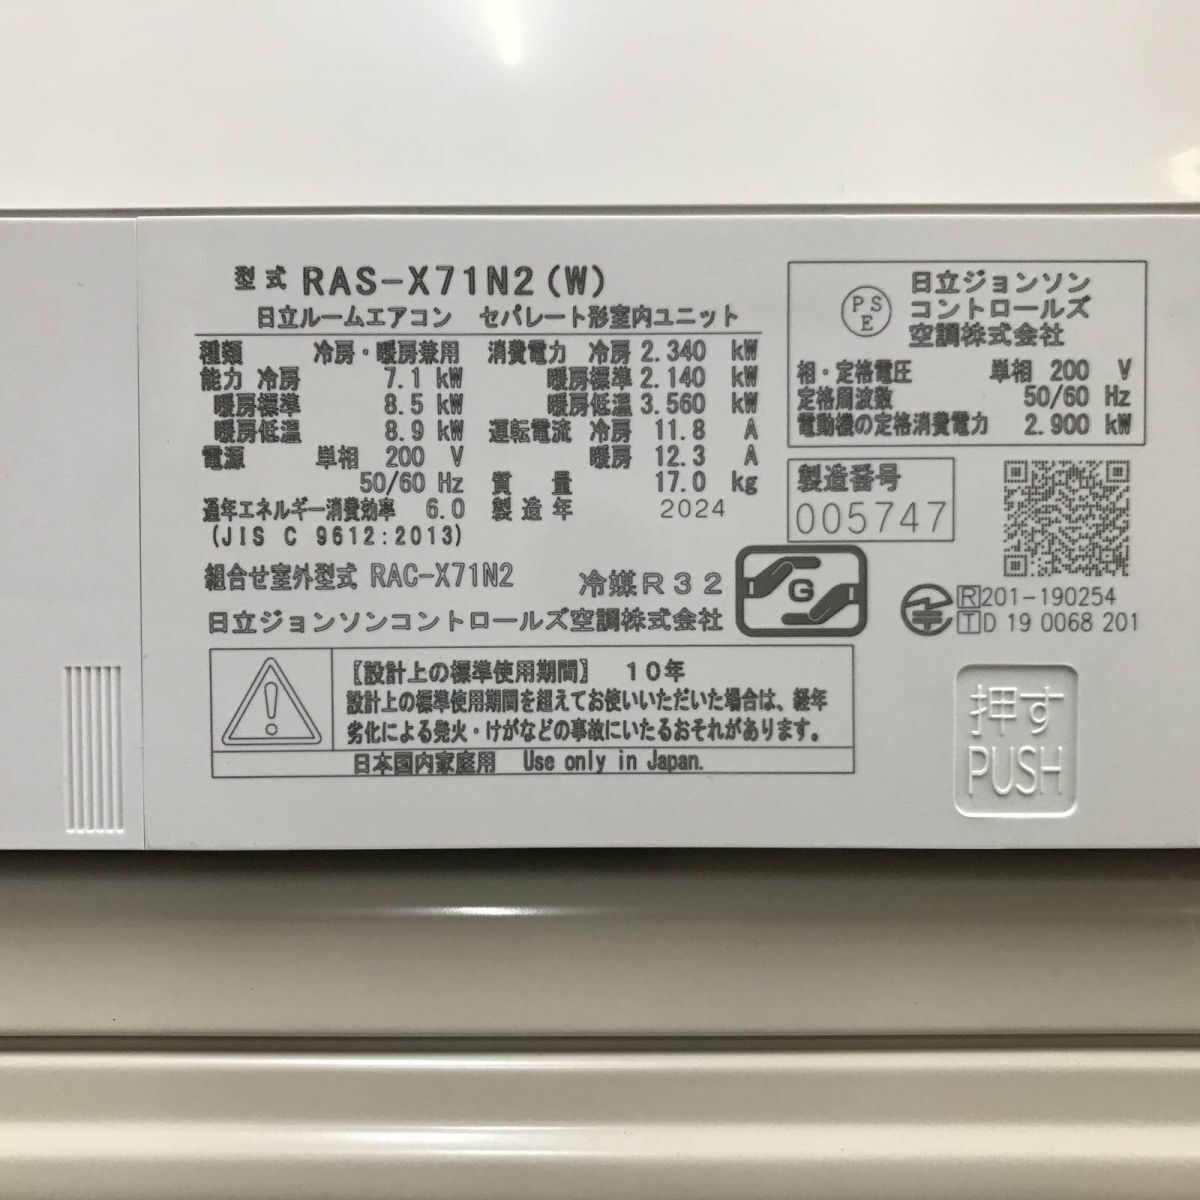 型式 RAS-X71N2(W)
日立ルームエアコン セパレート形室内ユニット
種類 冷房・暖房兼用
能力 冷房 7.1 kW
暖房標準 8.5 kW
暖房低温 8.9 kW
電源 単相 200 V
50/60 Hz
通年エネルギー消費効率 6.0
(JIS C 9612:2013)
消費電力 冷房 2.340 kW
暖房標準 2.140 kW
暖房低温 3.560 kW
運転電流 冷房 11.8 A
暖房 12.3 A
質量 17.0 kg
製造年 2024
組合せ室外型式 RAC-X71N2
冷媒R32
日立ジョンソンコントロールズ空調株式会社
G
PS
E
日立ジョンソン
コントロールズ
空調株式会社
相・定格電圧 単相 200 V
定格周波数 50/60 Hz
電動機の定格消費電力 2.900 kW
製造番号
005747
R 201-190254
T D 19 0068 201
【設計上の標準使用期間】 10年
設計上の標準使用期間を超えてお使いいただいた場合は、経年
劣化による発火・けがなどの事故にいたるおそれがあります。
日本国内家庭用 Use only in Japan.
押す
PUSH